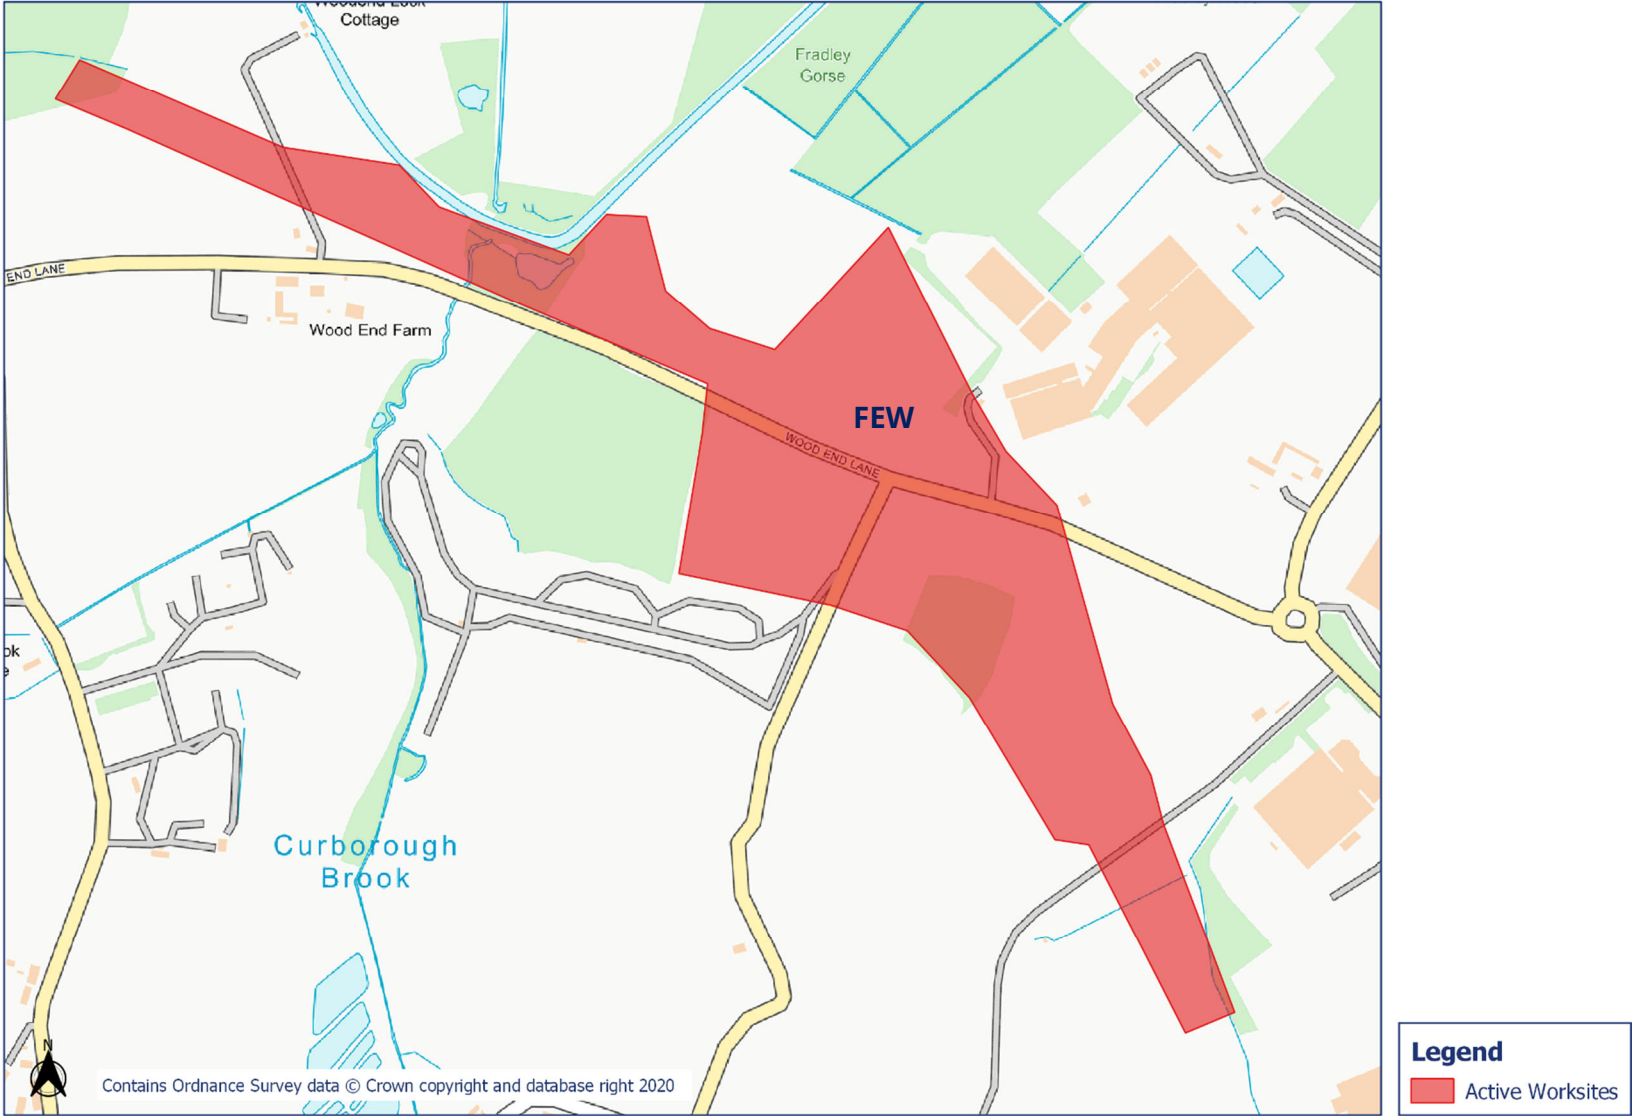 Cottage
Fradley
Gorse
END LANE
Wood End Farm
FEW
WOOD END LANE
Curborough
Brook
N
Contains Ordnance Survey data © Crown copyright and database right 2020
Legend
Active Worksites